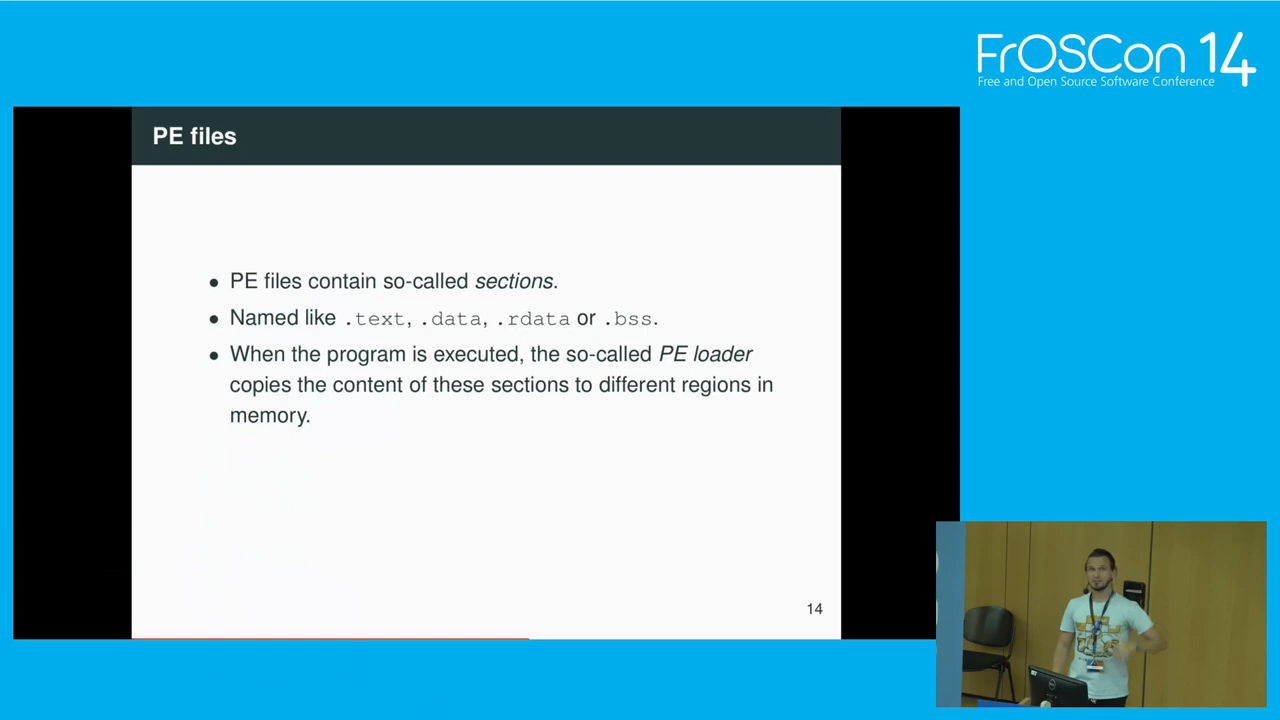 FrOSCon 14
Free and Open Source Software Conference
PE files
• PE files contain so-called sections.
• Named like .text, .data, .rdata or .bss.
• When the program is executed, the so-called PE loader
copies the content of these sections to different regions in
memory.
14